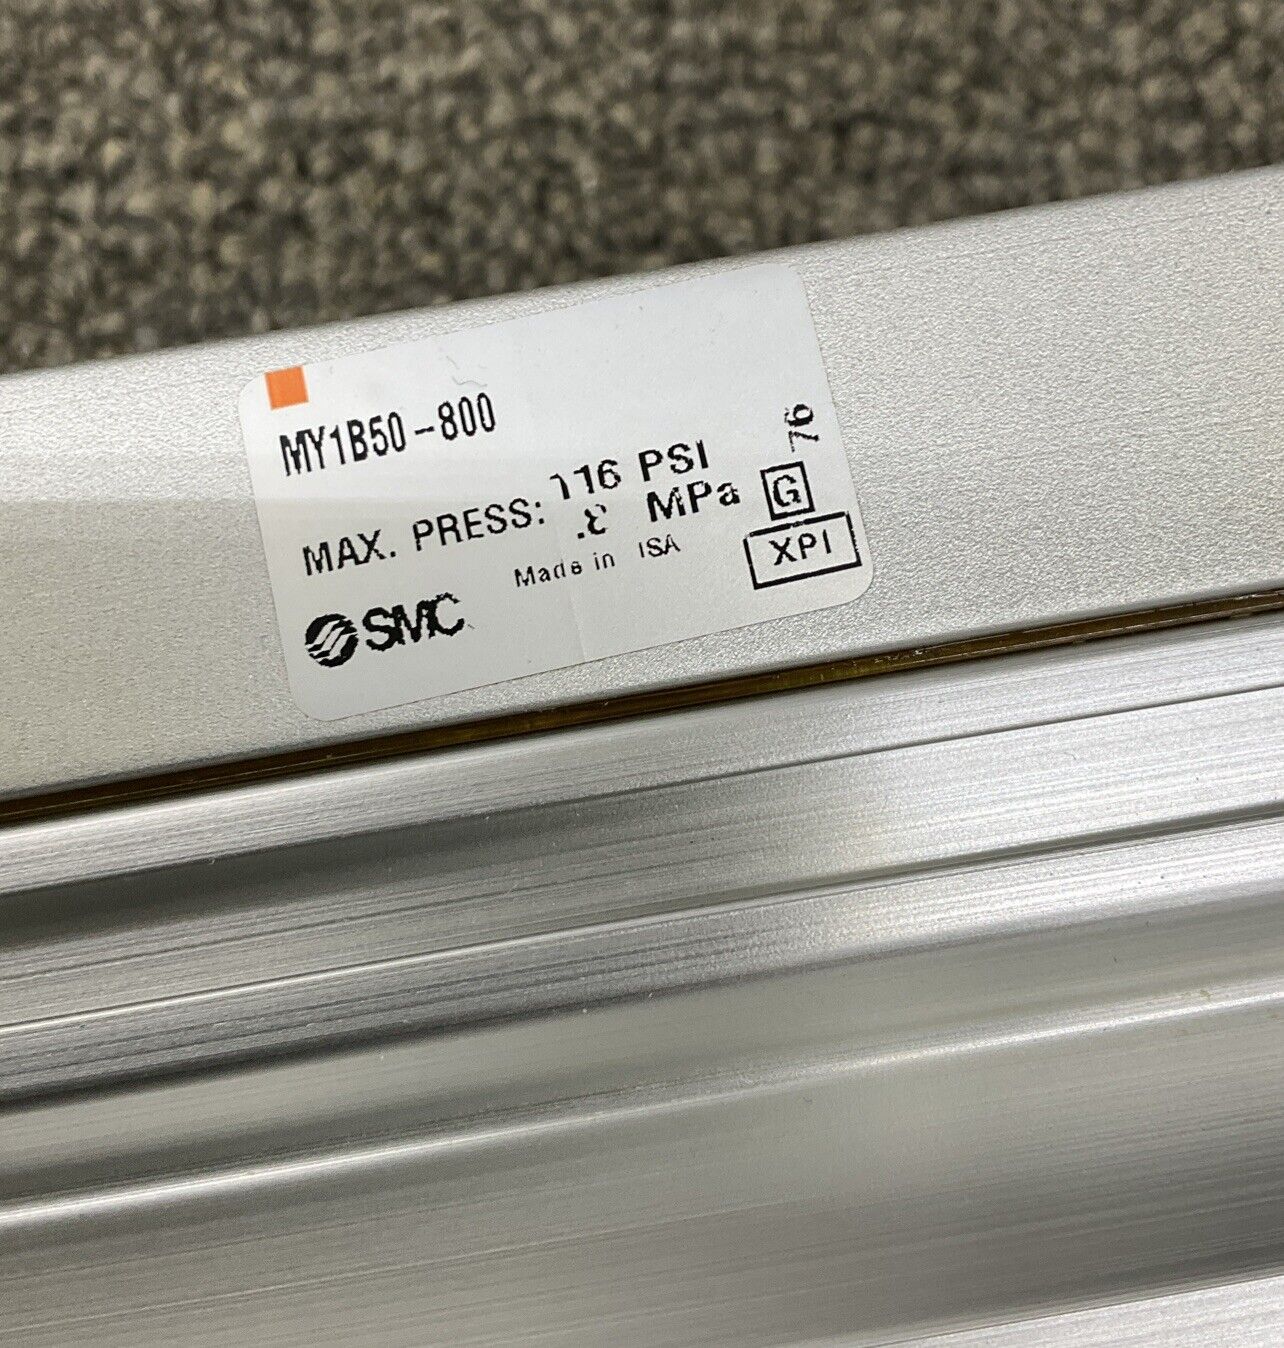 MY1B50-800
76
MAX. PRESS: 116 PSI
.8 MPa
G
Made in USA
XPI
SMC